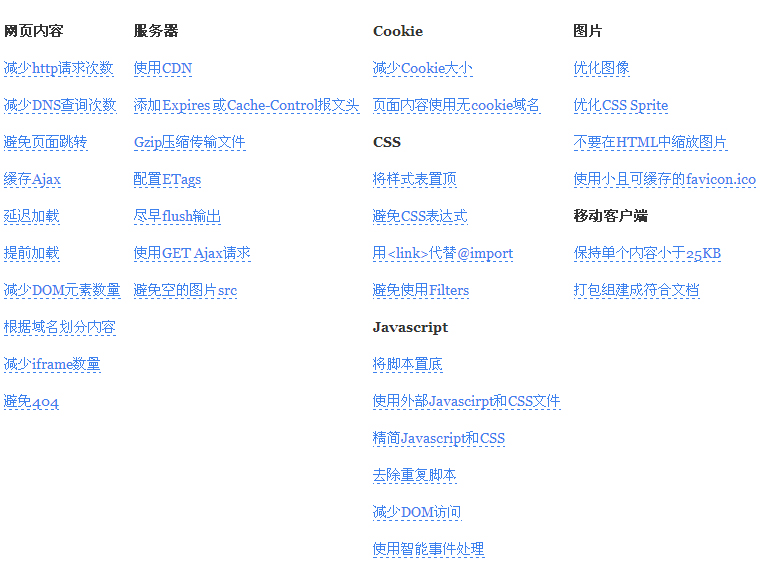 网页内容
减少http请求次数
减少DNS查询次数
避免页面跳转
缓存Ajax
延迟加载
提前加载
减少DOM元素数量
根据域名划分内容
减少iframe数量
避免404
服务器
使用CDN
添加Expires 或Cache-Control报文头
Gzip压缩传输文件
配置ETags
尽早flush输出
使用GET Ajax请求
避免空的图片src
Cookie
减少Cookie大小
页面内容使用无cookie域名
CSS
将样式表置顶
避免CSS表达式
用<link>代替@import
避免使用Filters
Javascript
将脚本置底
使用外部Javascirpt和CSS文件
精简Javascript和CSS
去除重复脚本
减少DOM访问
使用智能事件处理
图片
优化图像
优化CSS Sprite
不要在HTML中缩放图片
使用小且可缓存的favicon.ico
移动客户端
保持单个内容小于25KB
打包组建成符合文档